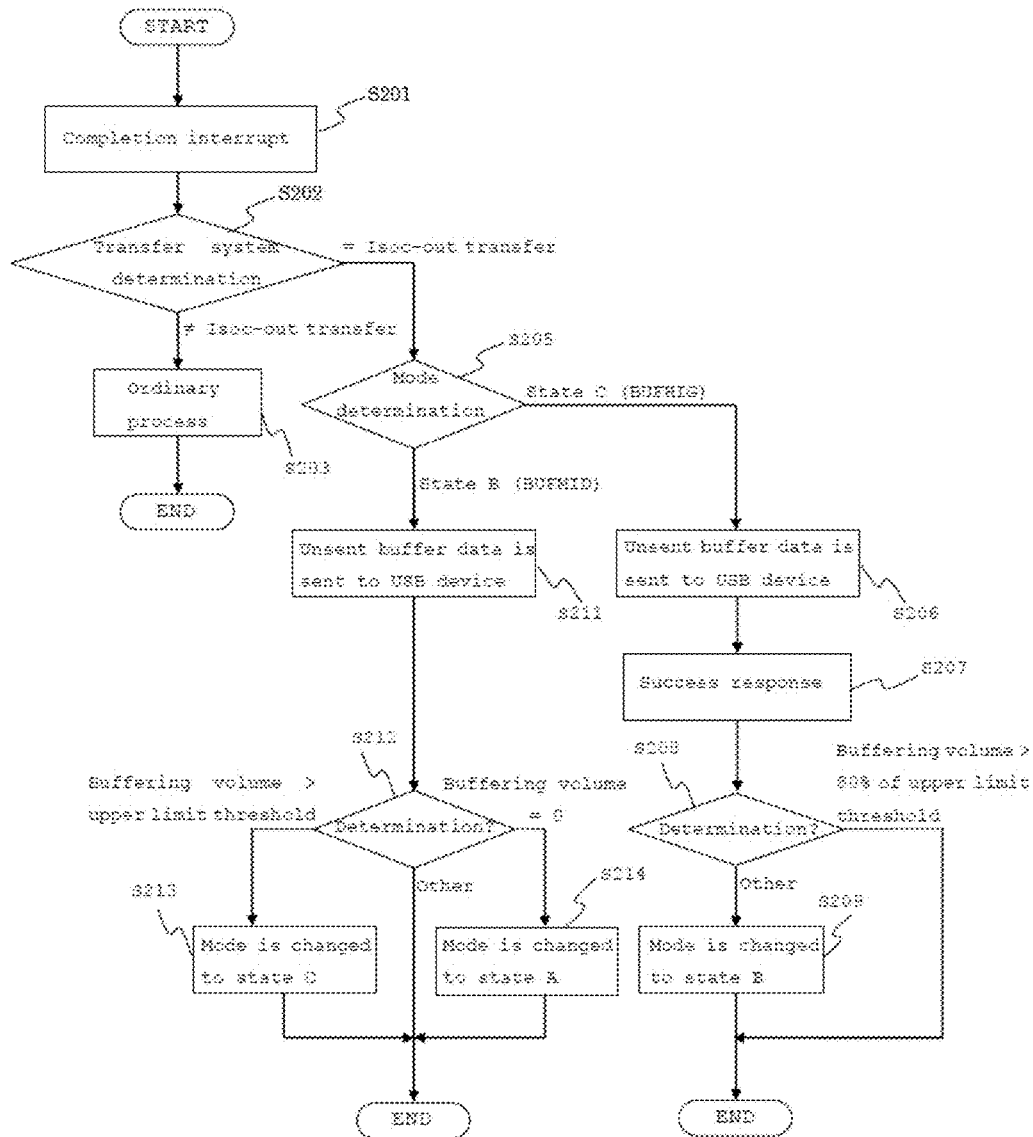 START
S201
Completion interrupt
S202
Transfer system
determination
= Isoc-out transfer
≠ Isoc-out transfer
S205
Ordinary
process
S203
END
Mode
determination
State C (BUFHIG)
State B (BUFMID)
Unsent buffer data is
sent to USB device
S211
Unsent buffer data is
sent to USB device
S206
Success response
S207
S212
S208
Buffering volume >
upper limit threshold
Buffering volume
= 0
Buffering volume >
80% of upper limit
threshold
Determination?
Determination?
S213
Other
S214
Other
S209
Mode is changed
to state C
Mode is changed
to state A
Mode is changed
to state B
END
END